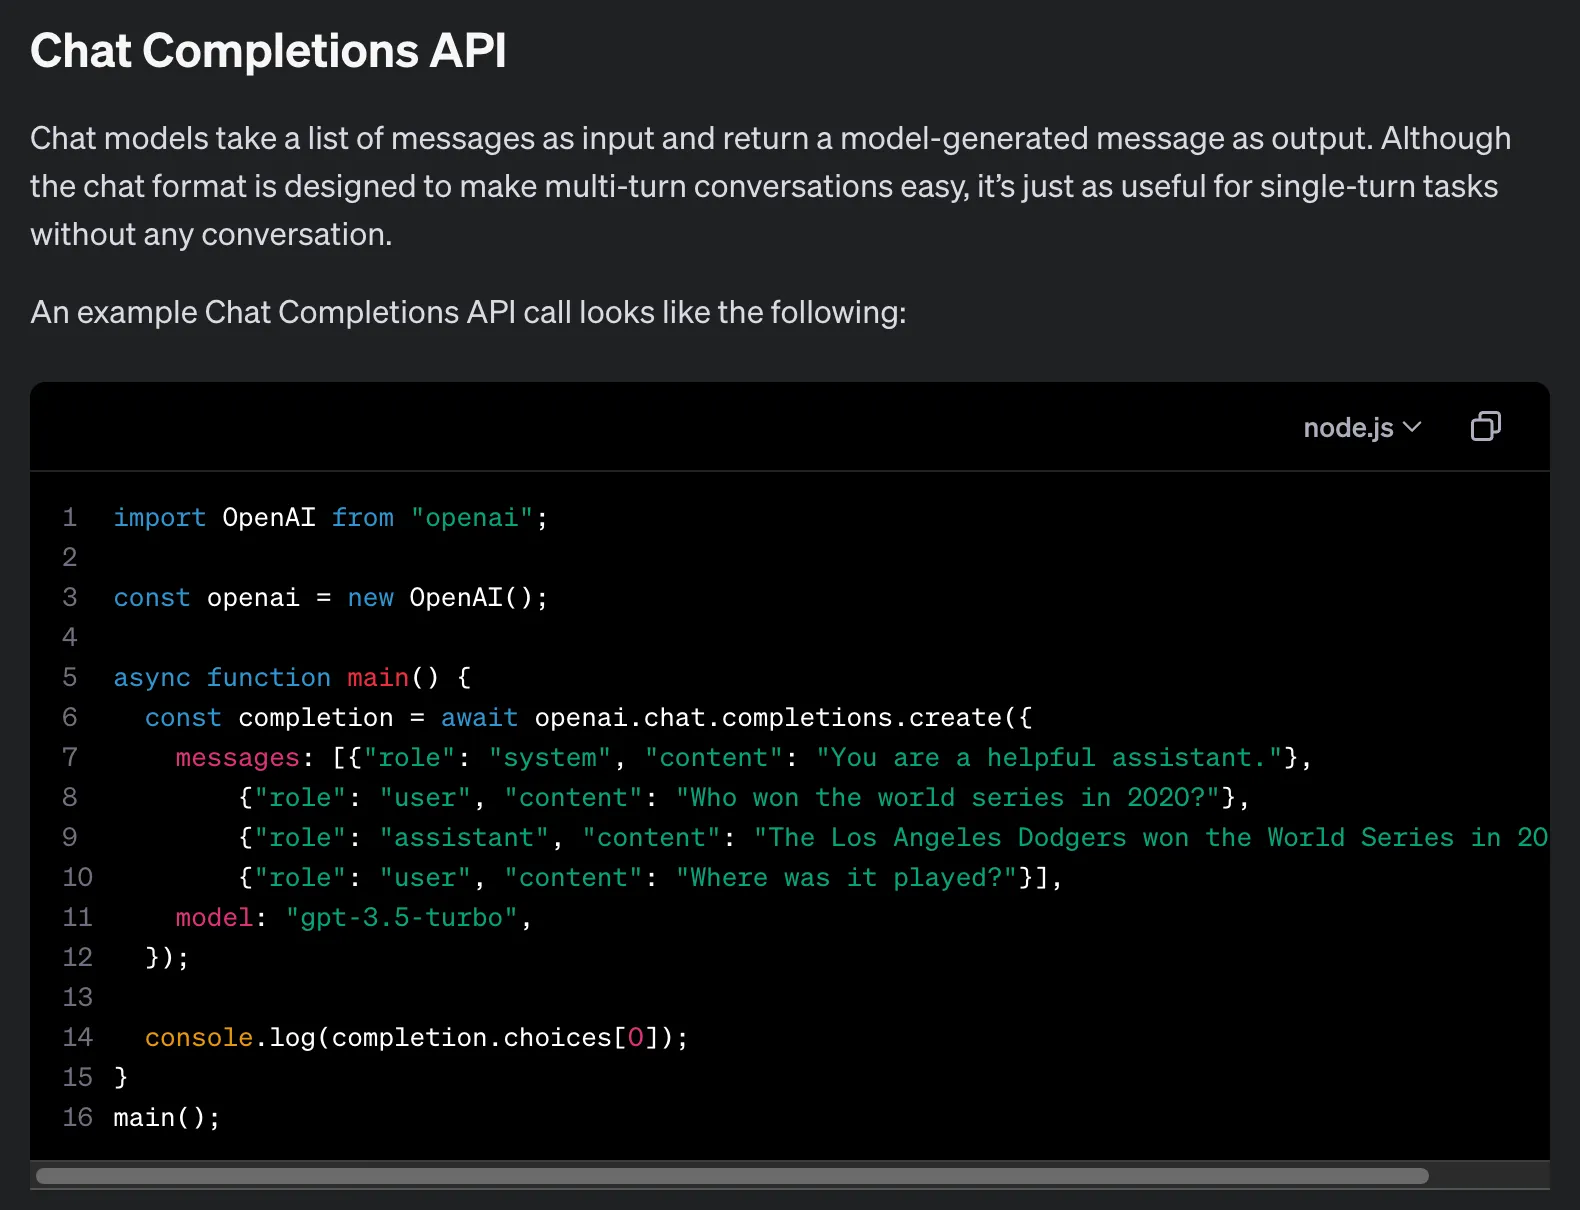 Chat Completions API
Chat models take a list of messages as input and return a model-generated message as output. Although
the chat format is designed to make multi-turn conversations easy, it’s just as useful for single-turn tasks
without any conversation.
An example Chat Completions API call looks like the following:
node.js
1 import OpenAI from "openai";
2
3 const openai = new OpenAI();
4
5 async function main() {
6   const completion = await openai.chat.completions.create({
7     messages: [{"role": "system", "content": "You are a helpful assistant."},
8         {"role": "user", "content": "Who won the world series in 2020?"},
9         {"role": "assistant", "content": "The Los Angeles Dodgers won the World Series in 20
10         {"role": "user", "content": "Where was it played?"}],
11     model: "gpt-3.5-turbo",
12   });
13
14   console.log(completion.choices[0]);
15 }
16 main();